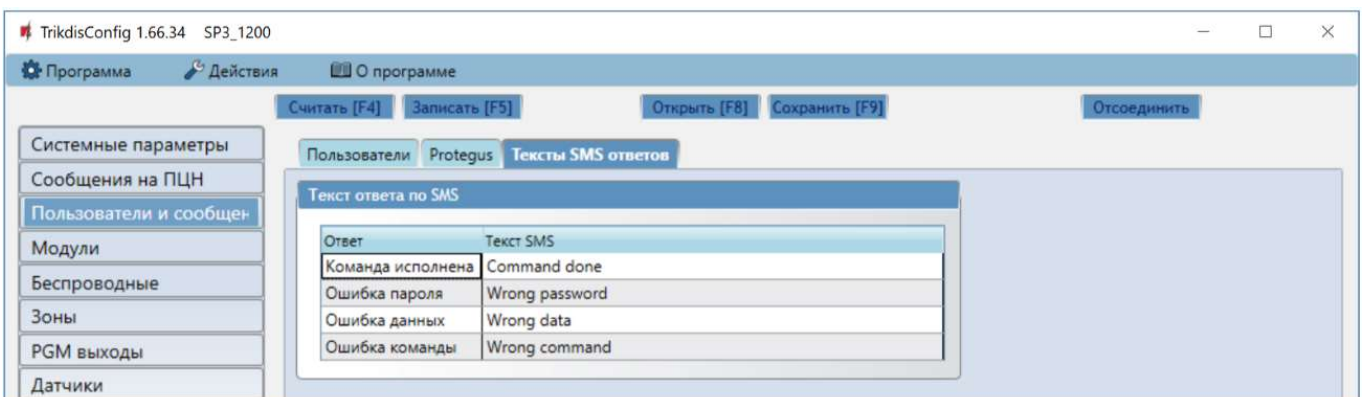 TrikdisConfig 1.66.34 SP3_1200
Программа Действия О программе
Считать [F4] Записать [F5] Открыть [F8] Сохранить [F9] Отсоединить
Системные параметры
Сообщения на ПЦН
Пользователи и сообщен
Модули
Беспроводные
Зоны
PGM выходы
Датчики
Пользователи Protegus Тексты SMS ответов
Текст ответа по SMS
Ответ Текст SMS
Команда исполнена Command done
Ошибка пароля Wrong password
Ошибка данных Wrong data
Ошибка команды Wrong command